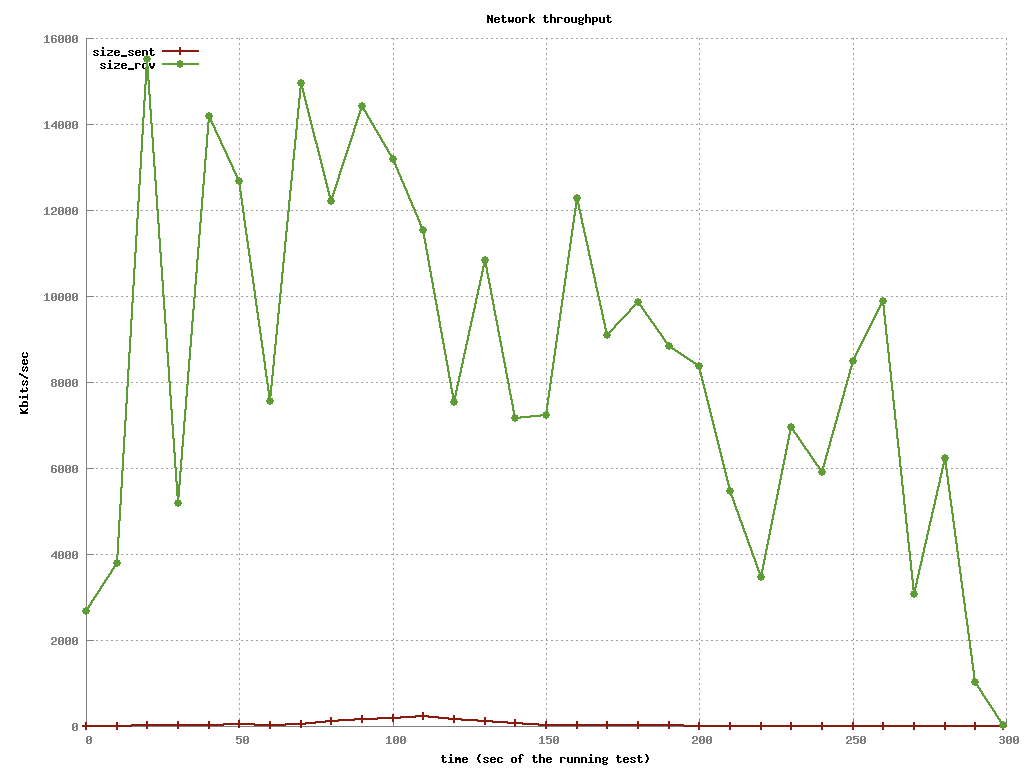 Network throughput
16000
size_sent
size_rcv
14000
12000
10000
Kbits/sec
8000
6000
4000
2000
0
0 50 100 150 200 250 300
time (sec of the running test)